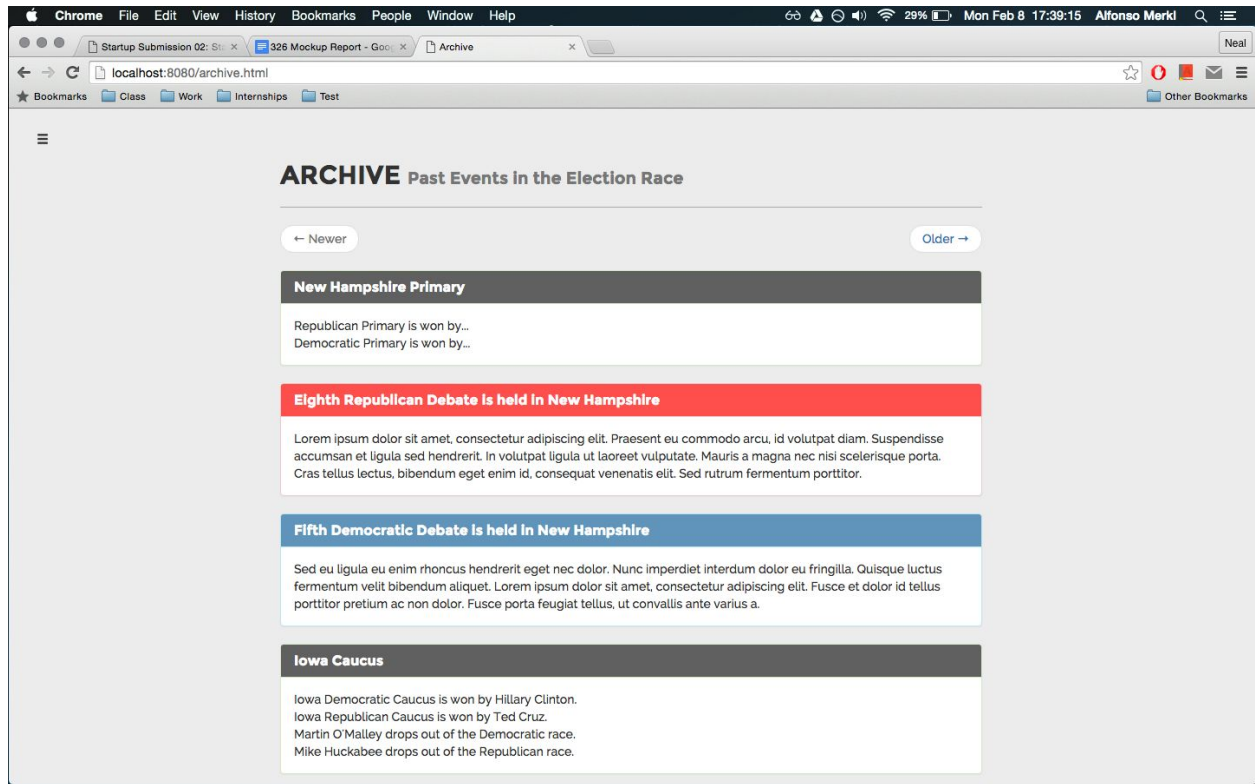 Chrome File Edit View History Bookmarks People Window Help 29% Mon Feb 8 17:39:15 Alfonso Merkl
Startup Submission 02: Sta 326 Mockup Report - Goog Archive Neal
localhost:8080/archive.html
Bookmarks Class Work Internships Test Other Bookmarks
ARCHIVE Past Events in the Election Race
← Newer Older →
New Hampshire Primary
Republican Primary is won by...
Democratic Primary is won by...
Eighth Republican Debate is held in New Hampshire
Lorem ipsum dolor sit amet, consectetur adipiscing elit. Praesent eu commodo arcu, id volutpat diam. Suspendisse
accumsan et ligula sed hendrerit. In volutpat ligula ut laoreet vulputate. Mauris a magna nec nisi scelerisque porta.
Cras tellus lectus, bibendum eget enim id, consequat venenatis elit. Sed rutrum fermentum porttitor.
Fifth Democratic Debate is held in New Hampshire
Sed eu ligula eu enim rhoncus hendrerit eget nec dolor. Nunc imperdiet interdum dolor eu fringilla. Quisque luctus
fermentum velit bibendum aliquet. Lorem ipsum dolor sit amet, consectetur adipiscing elit. Fusce et dolor id tellus
porttitor pretium ac non dolor. Fusce porta feugiat tellus, ut convallis ante varius a.
Iowa Caucus
Iowa Democratic Caucus is won by Hillary Clinton.
Iowa Republican Caucus is won by Ted Cruz.
Martin O'Malley drops out of the Democratic race.
Mike Huckabee drops out of the Republican race.